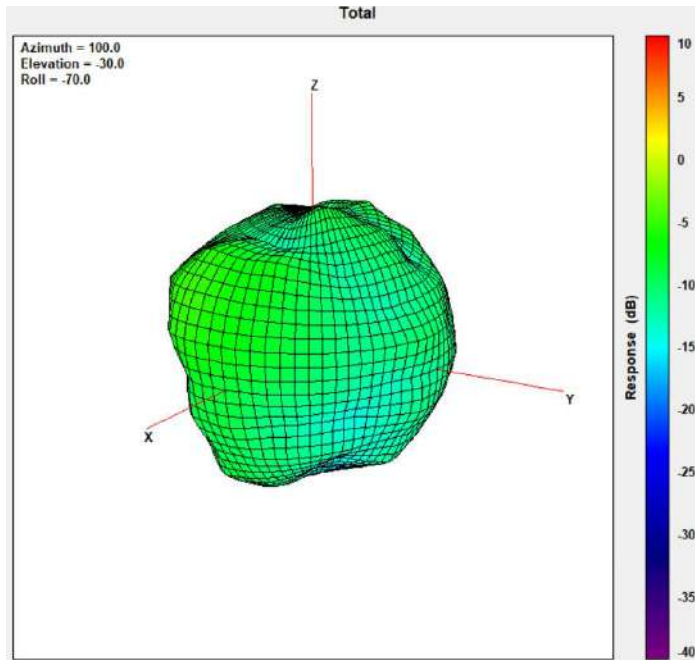 Total
Azimuth = 100.0
Elevation = -30.0
Roll = -70.0
Z
Y
X
10
5
0
-5
-10
-15
-20
-25
-30
-35
-40
Response (dB)